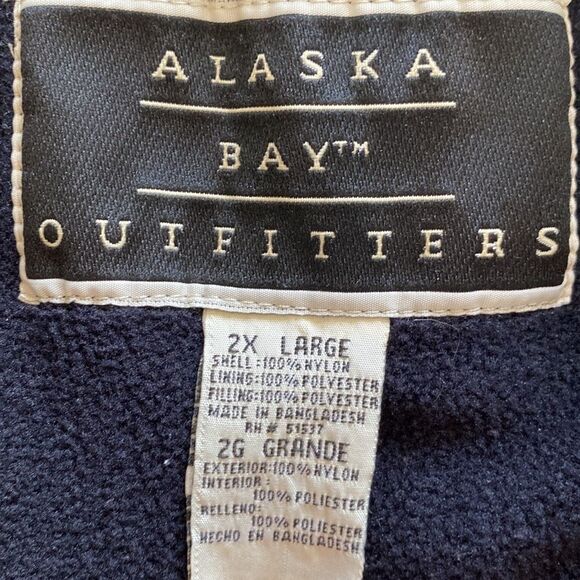 ALASKA
BAY™
OUTFITTERS
2X LARGE
SHELL:100% NYLON
LINING:100% POLYESTER
FILLING:100% POLYESTER
MADE IN BANGLADESH
RN# 51537
2G GRANDE
EXTERIOR:100% NYLON
INTERIOR:
100% POLIESTER
RELLENO:
100% POLIESTER
HECHO EN BANGLADESH